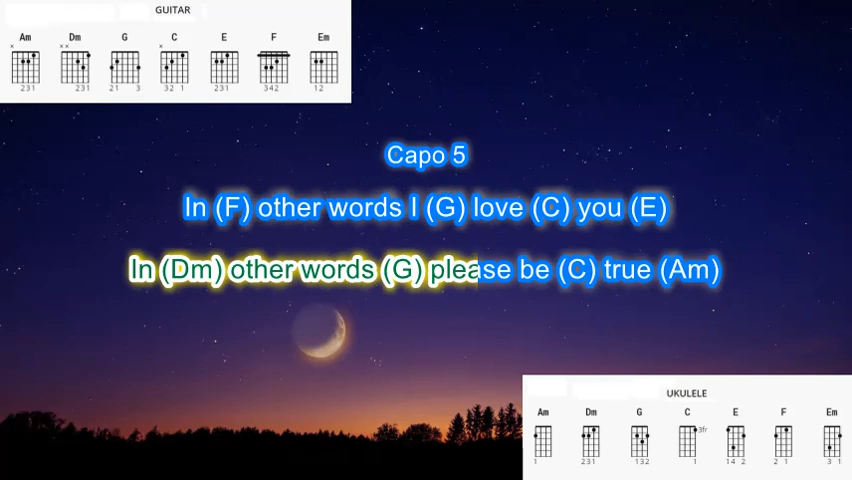 GUITAR
Am Dm G C E F Em
x xx x
231 231 21 3 32 1 231 342 12
Capo 5
In (F) other words I (G) love (C) you (E)
In (Dm) other words (G) please be (C) true (Am)
UKULELE
Am Dm G C E F Em
3fr
1 231 132 1 14 2 2 1 3 1